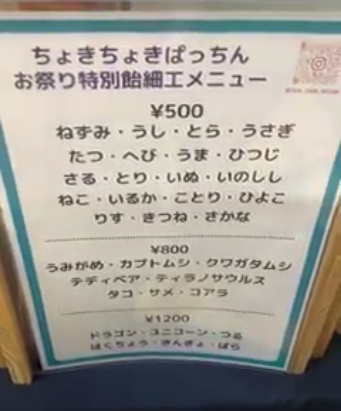 ちょきちょきぱっちん
お祭り特別飴細工メニュー
¥500
ねずみ・うし・とら・うさぎ
たつ・へび・うま・ひつじ
さる・とり・いぬ・いのしし
ねこ・いるか・ことり・ひよこ
りす・きつね・さかな
¥800
うみがめ・カブトムシ・クワガタムシ
テディベア・ティラノサウルス
タコ・サメ・コアラ
¥1200
ドラゴン・ユニコーン・つる
はくちょう・きんぎょ・ばら